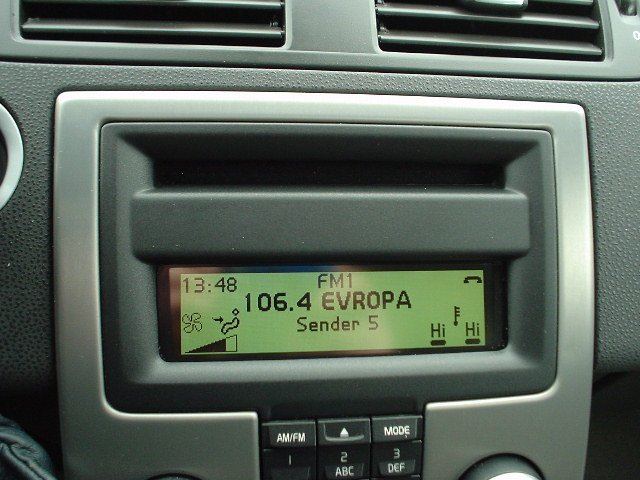 13:48 FM1
106.4 EVROPA
Sender 5
Hi Hi
AM/FM MODE
1 2 3
ABC DEF